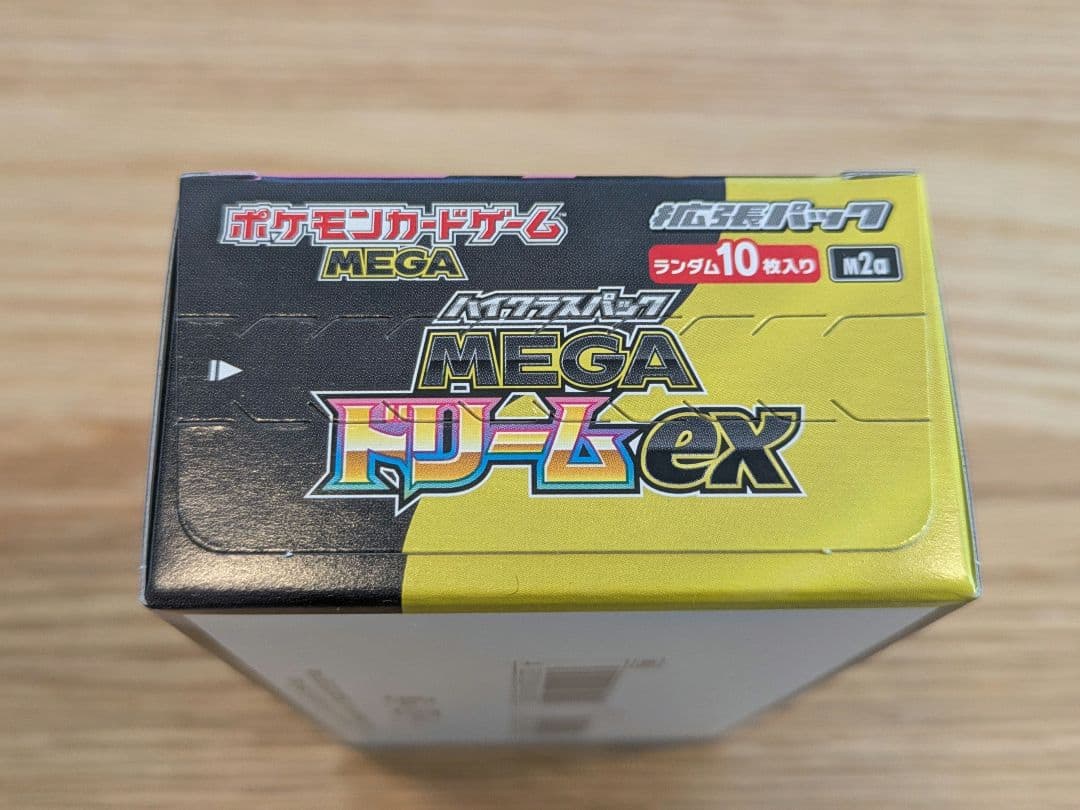 ポケモンカードゲーム
MEGA
拡張パック
ランダム10枚入り M2a
ハイクラスパック
MEGA
ドリームex